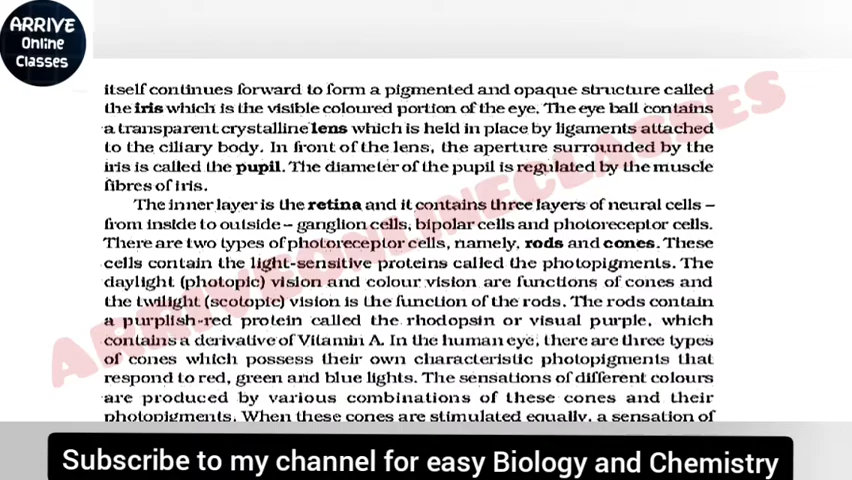 ARRIVE
Online
Classes
itself continues forward to form a pigmented and opaque structure called
the iris which is the visible coloured portion of the eye. The eye ball contains
a transparent crystalline lens which is held in place by ligaments attached
to the ciliary body. In front of the lens, the aperture surrounded by the
iris is called the pupil. The diameter of the pupil is regulated by the muscle
fibres of iris.
The inner layer is the retina and it contains three layers of neural cells –
from inside to outside – ganglion cells, bipolar cells and photoreceptor cells.
There are two types of photoreceptor cells, namely, rods and cones. These
cells contain the light-sensitive proteins called the photopigments. The
daylight (photopic) vision and colour vision are functions of cones and
the twilight (scotopic) vision is the function of the rods. The rods contain
a purplish-red protein called the rhodopsin or visual purple, which
contains a derivative of Vitamin A. In the human eye, there are three types
of cones which possess their own characteristic photopigments that
respond to red, green and blue lights. The sensations of different colours
are produced by various combinations of these cones and their
photopigments. When these cones are stimulated equally, a sensation of
ARRIVEONLINECLASSES
Subscribe to my channel for easy Biology and Chemistry